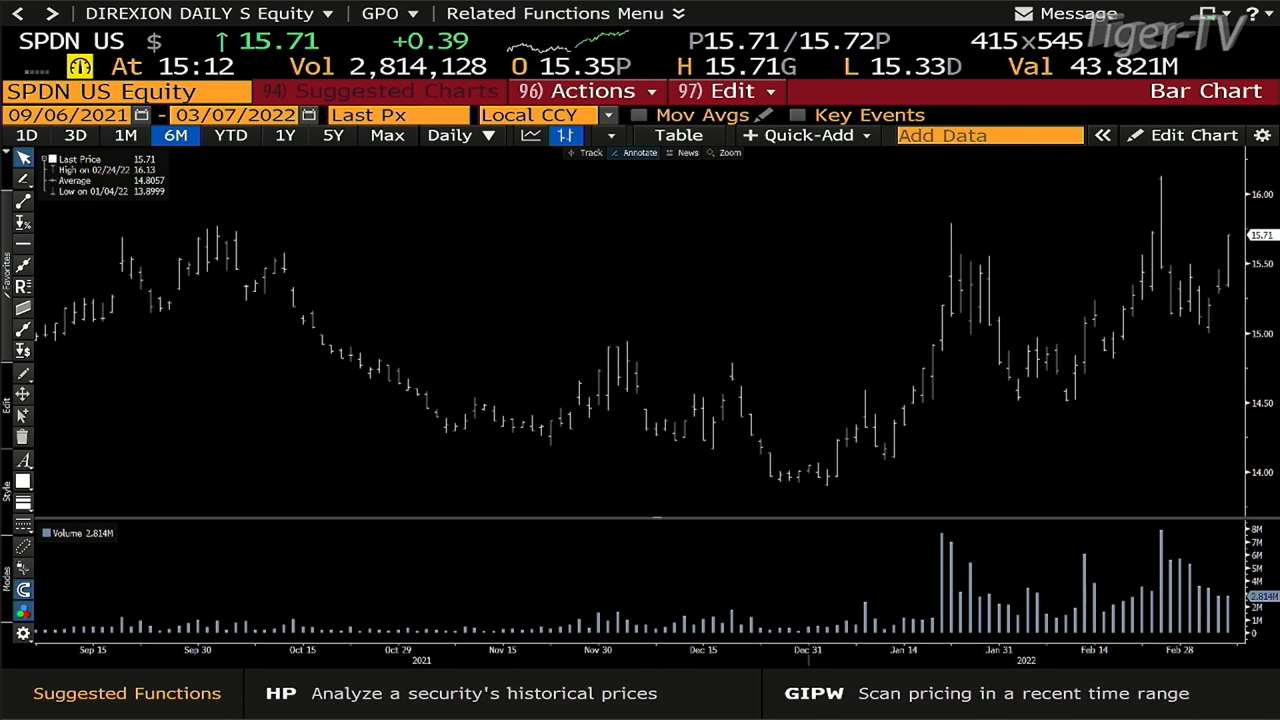 DIREXION DAILY S Equity GPO Related Functions Menu Message ?
Tiger-TV
SPDN US $ ↑ 15.71 +0.39 P15.71/15.72P 415x545
At 15:12 Vol 2,814,128 O 15.35P H 15.71G L 15.33D Val 43.821M
SPDN US Equity 94) Suggested Charts 96) Actions 97) Edit Bar Chart
09/06/2021 - 03/07/2022 Last Px Local CCY Mov Avgs Key Events
1D 3D 1M 6M YTD 1Y 5Y Max Daily ▼ Table + Quick-Add Add Data « Edit Chart
Track Annotate News Zoom
Last Price 15.71
High on 02/24/22 16.13
Average 14.8057
Low on 01/04/22 13.8999
Favorites
Edit
Style
Modes
16.00
15.71
15.50
15.00
14.50
14.00
Volume 2.814M
8M
7M
6M
5M
4M
2.814M
2M
1M
0
Sep 15 Sep 30 Oct 15 Oct 29 Nov 15 Nov 30 Dec 15 Dec 31 Jan 14 Jan 31 Feb 14 Feb 28
2021 2022
Suggested Functions HP Analyze a security's historical prices GIPW Scan pricing in a recent time range